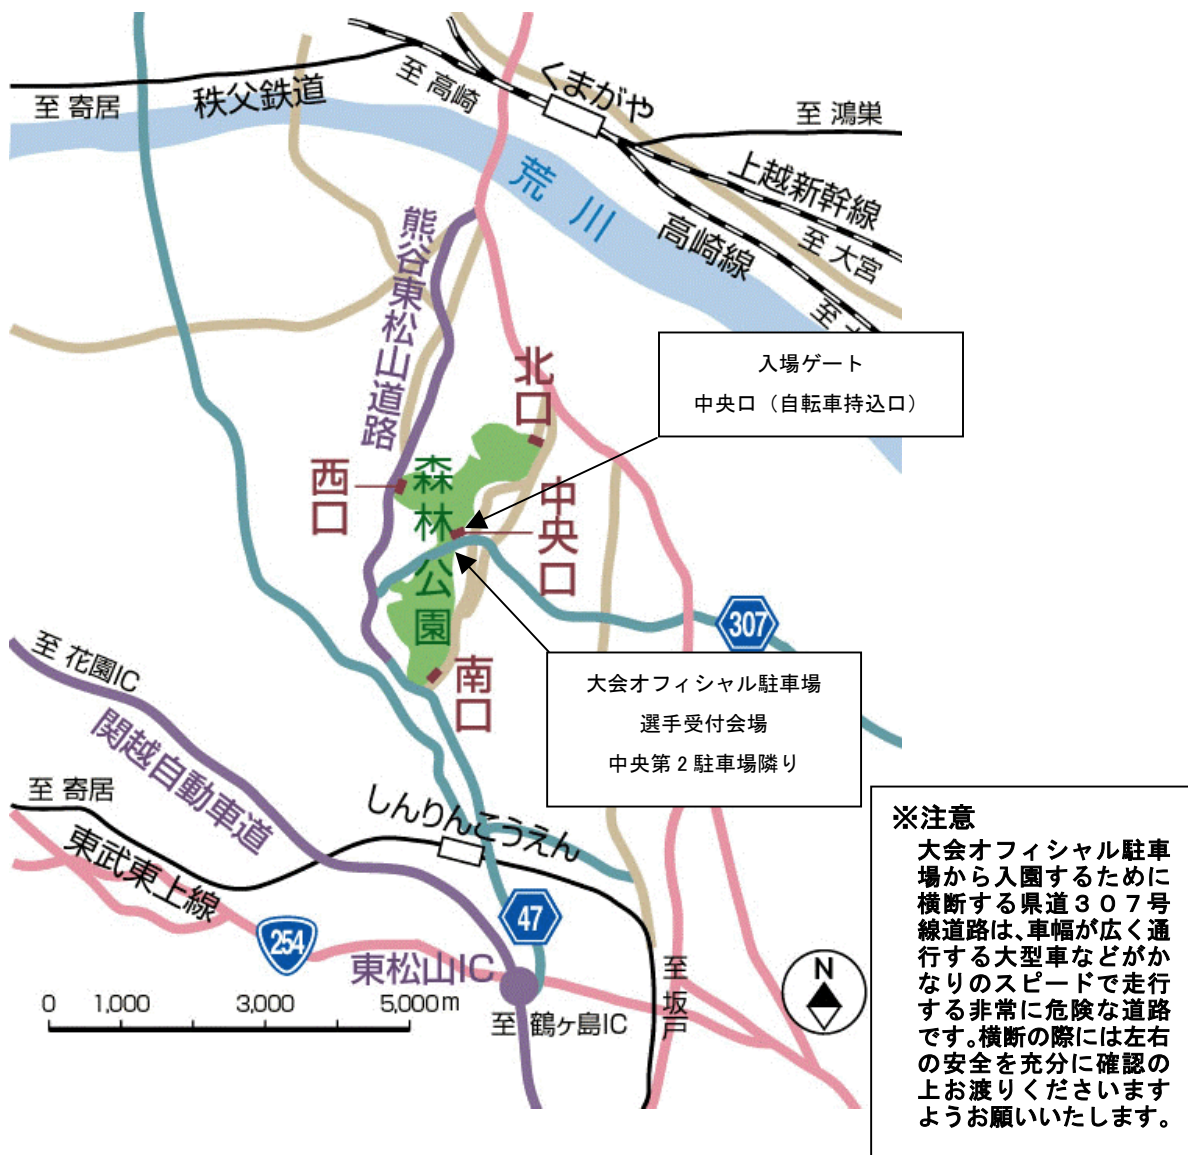 至 寄居
秩父鉄道
至 高崎
くまがや
至 鴻巣
上越新幹線
至 大宮
荒川
高崎線
至
熊谷東松山道路
入場ゲート
中央口（自転車持込口）
北口
西口
森林公園
中央口
307
南口
大会オフィシャル駐車場
選手受付会場
中央第２駐車場隣り
至 花園IC
関越自動車道
至 寄居
しんりんこうえん
東武東上線
254
47
東松山IC
至 坂戸
至 鶴ヶ島IC
N
0 1,000 3,000 5,000m
※注意
大会オフィシャル駐車
場から入園するために
横断する県道３０７号
線道路は、車幅が広く通
行する大型車などがか
なりのスピードで走行
する非常に危険な道路
です。横断の際には左右
の安全を充分に確認の
上お渡りくださいます
ようお願いいたします。